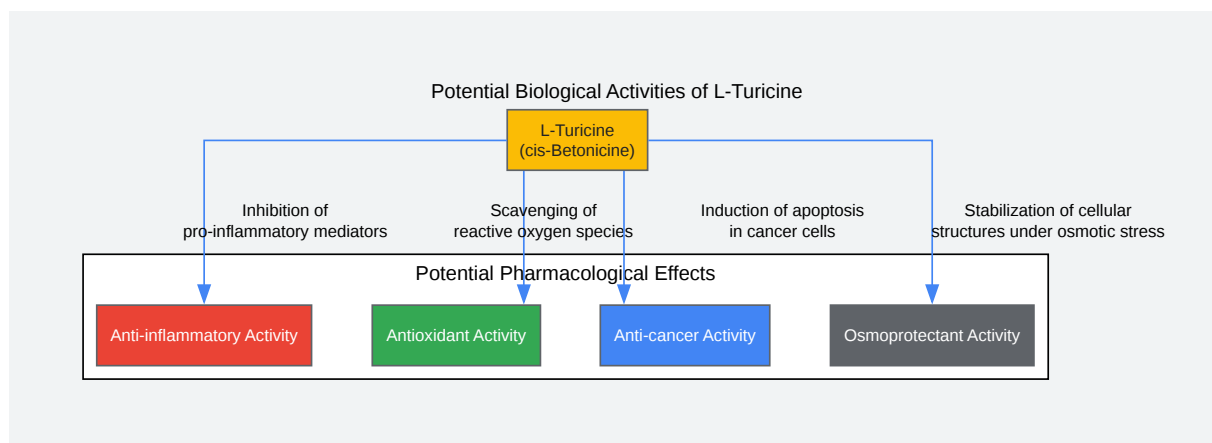 Potential Biological Activities of L-Turicine
L-Turicine
(cis-Betonicine)
Inhibition of
pro-inflammatory mediators
Scavenging of
reactive oxygen species
Induction of apoptosis
in cancer cells
Stabilization of cellular
structures under osmotic stress
Potential Pharmacological Effects
Anti-inflammatory Activity
Antioxidant Activity
Anti-cancer Activity
Osmoprotectant Activity